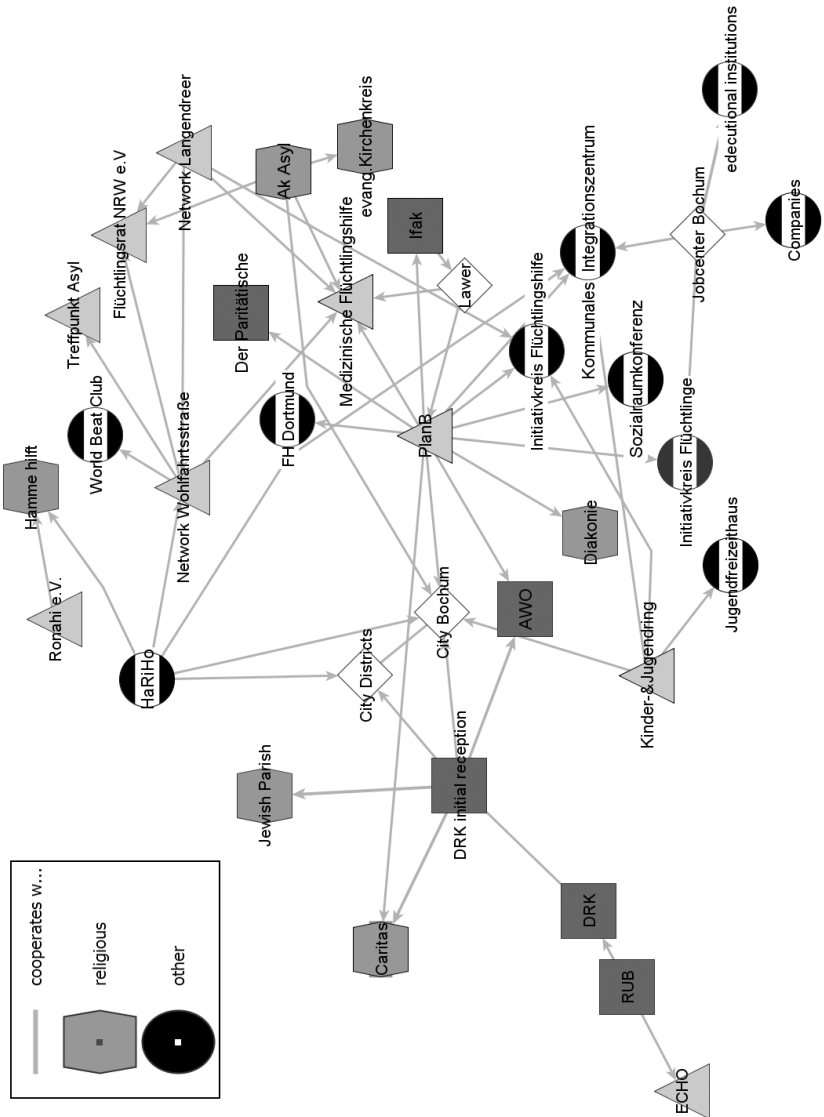 cooperates w...
religious
other
edecutional institutions
Companies
Jobcenter Bochum
Kommunales Integrationszentrum
Sozialraumkonferenz
Initiativkreis Flüchtlinge
Jugendfreizeithaus
Initiativkreis Flüchtlingshilfe
Lawer
Ifak
evang.Kirchenkreis
Ak Asyl
Medizinische Flüchtlingshilfe
Network Langendreer
Flüchtlingsrat NRW e.V
Treffpunkt Asyl
Der Paritätische
World Beat Club
FH Dortmund
PlanB
Hamme hilft
Network Wohlfahrtsstraße
Ronahi e.V.
HaRiHo
City Districts
City Bochum
AWO
Diakonie
Kinder-&Jugendring
Jewish Parish
DRK initial reception
Caritas
DRK
RUB
ECHO